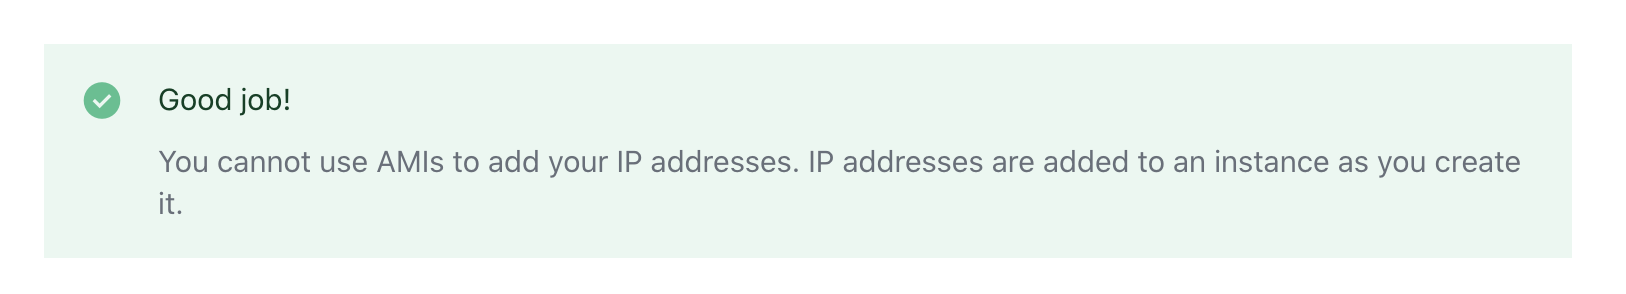 Good job!
You cannot use AMIs to add your IP addresses. IP addresses are added to an instance as you create
it.